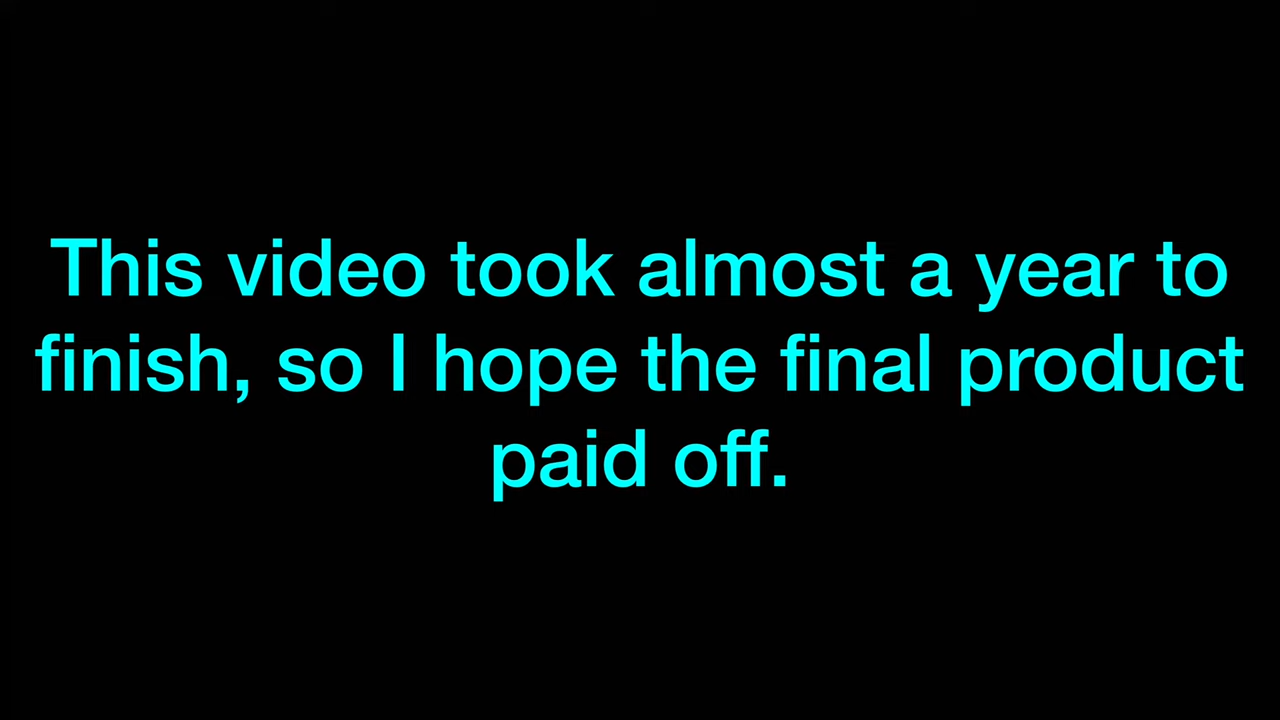 This video took almost a year to
finish, so I hope the final product
paid off.